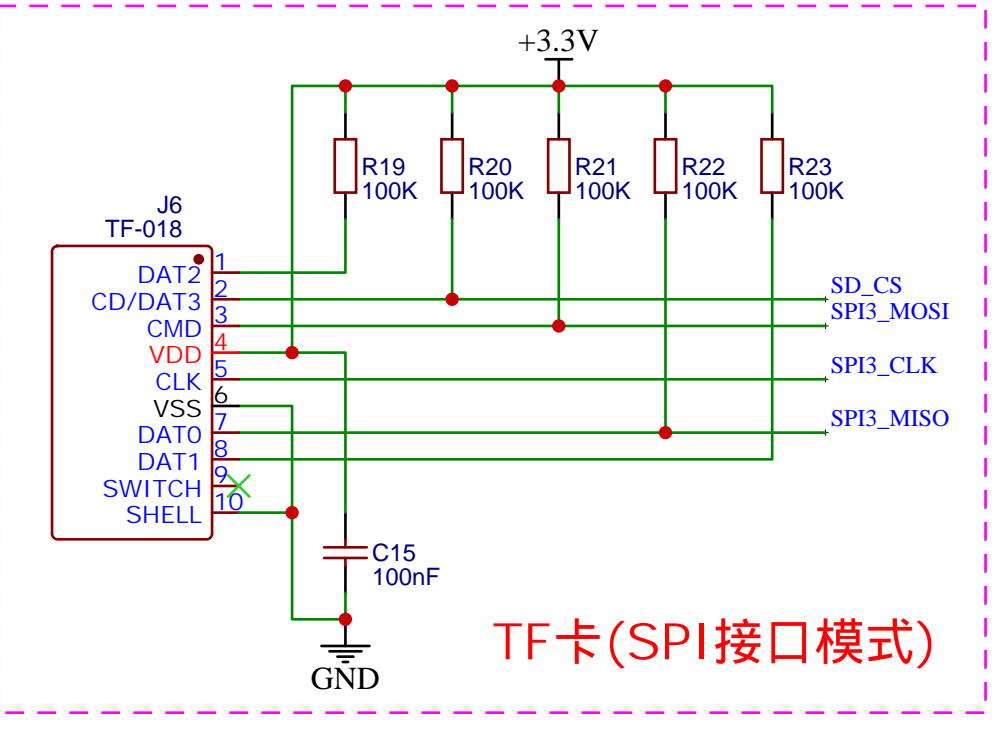 +3.3V
R19
100K
R20
100K
R21
100K
R22
100K
R23
100K
J6
TF-018
DAT2 1
CD/DAT3 2
CMD 3
VDD 4
CLK 5
VSS 6
DAT0 7
DAT1 8
SWITCH 9
SHELL 10
SD_CS
SPI3_MOSI
SPI3_CLK
SPI3_MISO
C15
100nF
GND
TF卡(SPI接口模式)